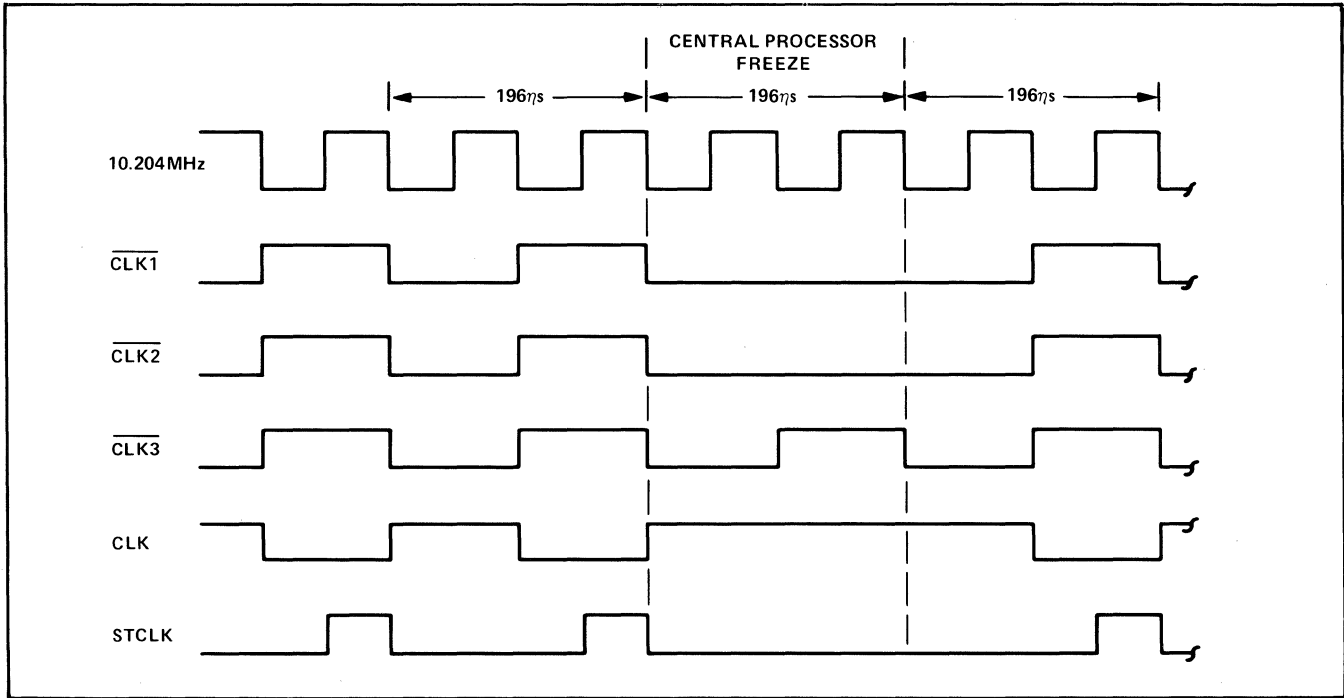 CENTRAL PROCESSOR
FREEZE
196ηs
196ηs
196ηs
10.204MHz
CLK1
CLK2
CLK3
CLK
STCLK